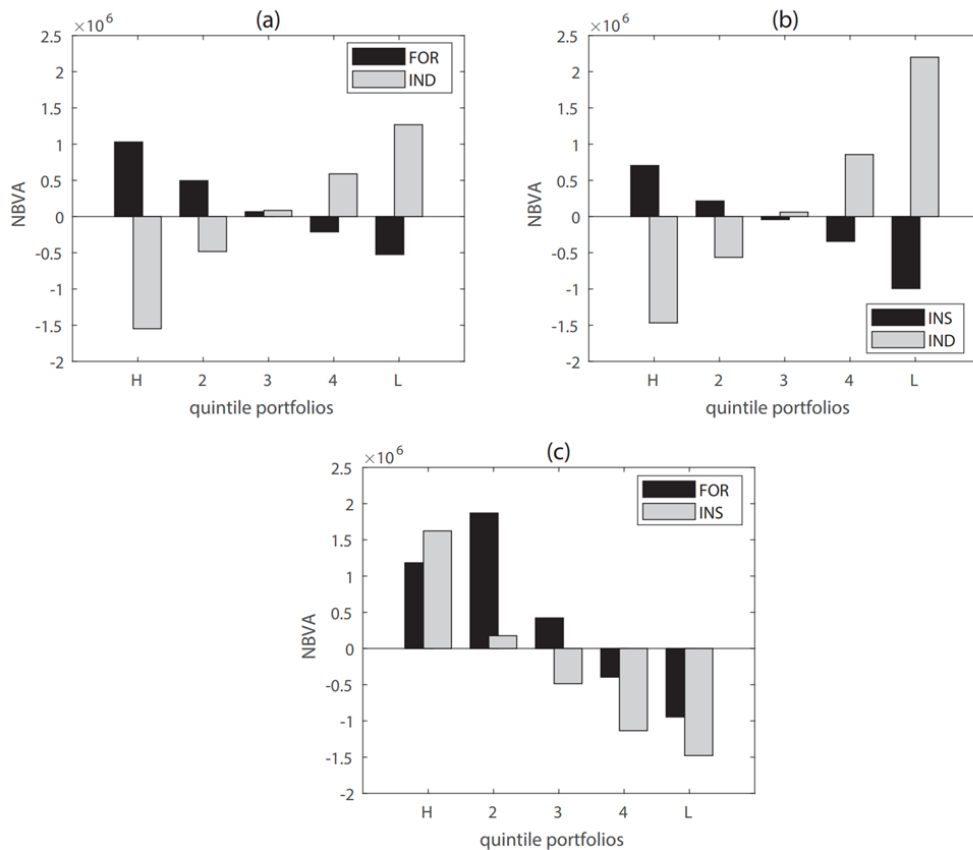 (a)
×10^6
2.5
2
1.5
1
0.5
0
-0.5
-1
-1.5
-2
NBVA
FOR
IND
H 2 3 4 L
quintile portfolios
(b)
×10^6
2.5
2
1.5
1
0.5
0
-0.5
-1
-1.5
-2
NBVA
INS
IND
H 2 3 4 L
quintile portfolios
(c)
×10^6
2.5
2
1.5
1
0.5
0
-0.5
-1
-1.5
-2
NBVA
FOR
INS
H 2 3 4 L
quintile portfolios